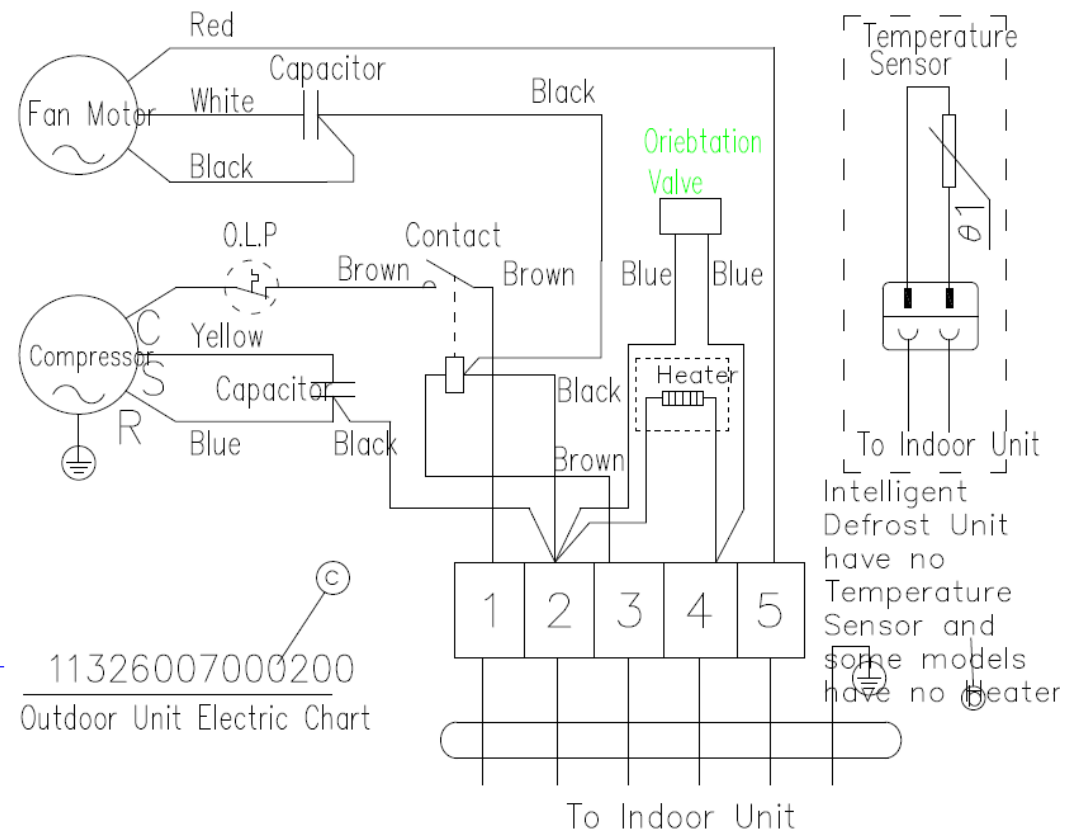 Red
Capacitor
White
Black
Fan Motor
Black
Oriebtation
Valve
Temperature
Sensor
θ1
O.L.P
Contact
Brown
Brown
Blue
Blue
C
Yellow
Compressor
S
Capacitor
R
Blue
Black
Heater
Black
Brown
To Indoor Unit
Intelligent
Defrost Unit
have no
Temperature
Sensor and
some models
have no Heater
b
1
2
3
4
5
c
11326007000200
Outdoor Unit Electric Chart
To Indoor Unit